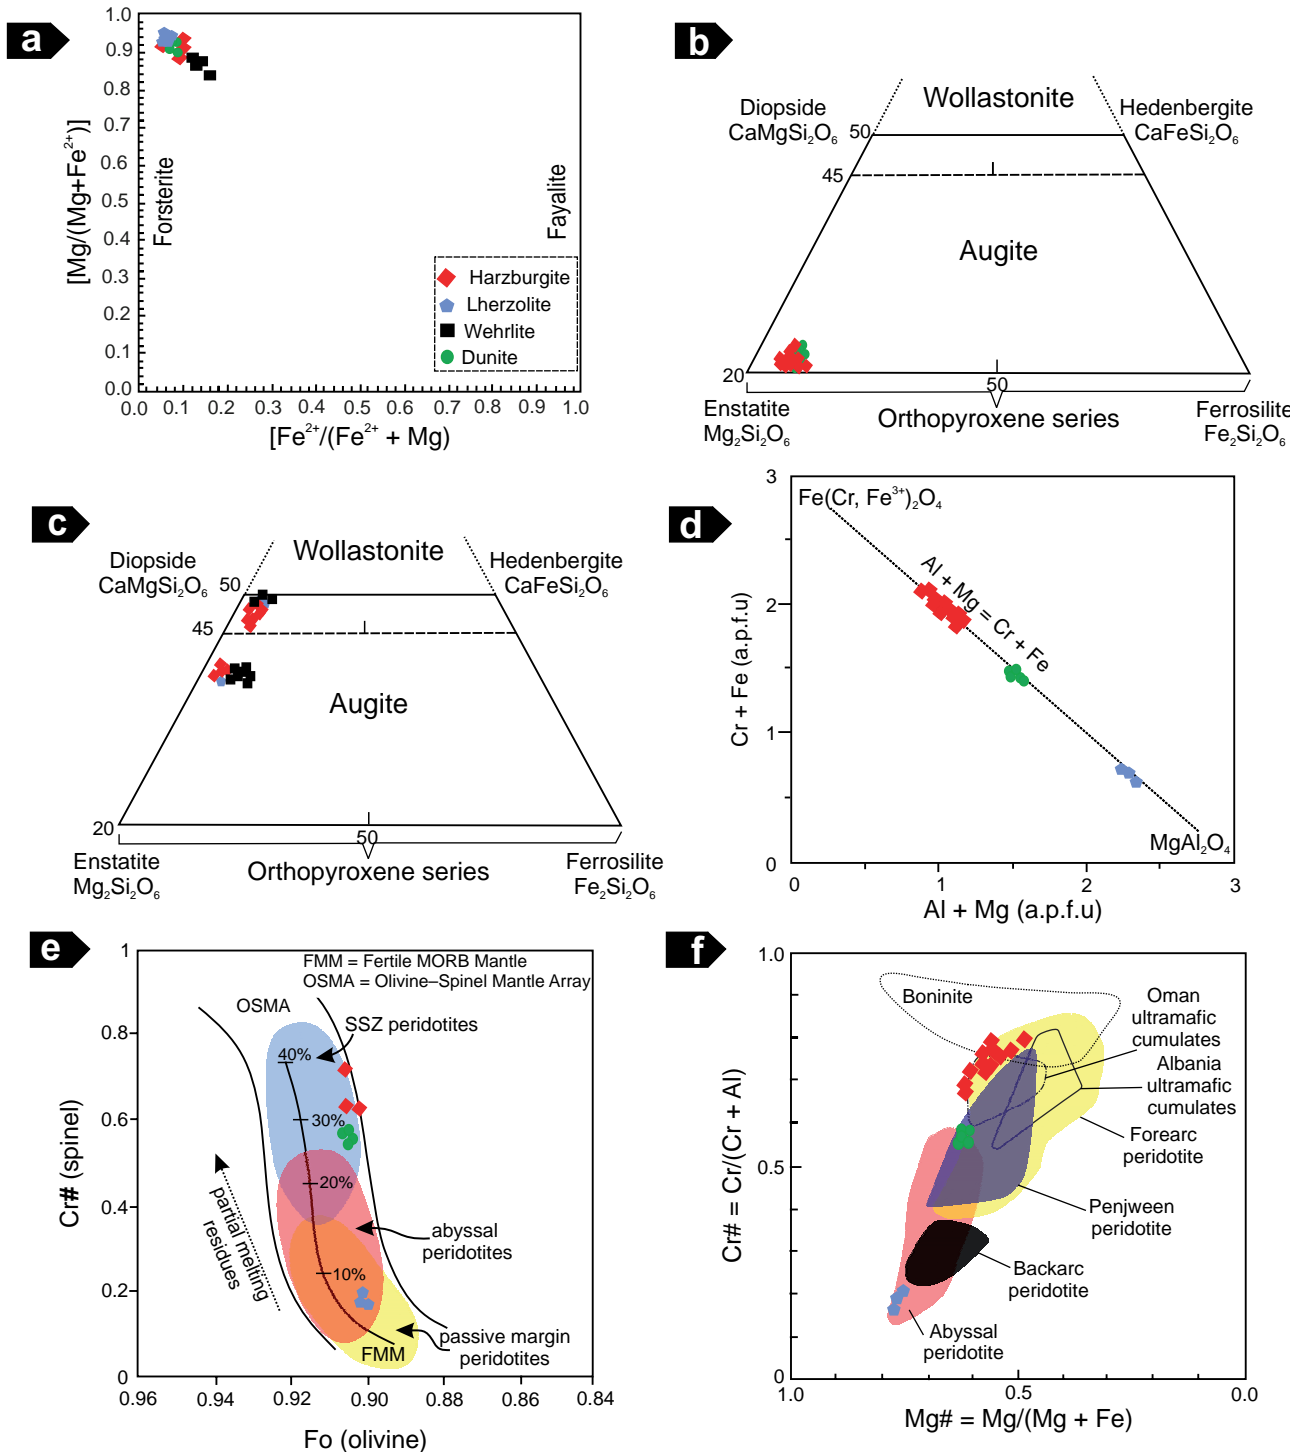 a
1.0
0.9
0.8
0.7
0.6
0.5
0.4
0.3
0.2
0.1
0.0
[Mg/(Mg+Fe²⁺)]
Forsterite
Fayalite
Harzburgite
Lherzolite
Wehrlite
Dunite
0.0 0.1 0.2 0.3 0.4 0.5 0.6 0.7 0.8 0.9 1.0
[Fe²⁺/(Fe²⁺ + Mg)
b
Diopside
CaMgSi₂O₆
Wollastonite
Hedenbergite
CaFeSi₂O₆
50
45
Augite
20
50
Enstatite
Mg₂Si₂O₆
Orthopyroxene series
Ferrosilite
Fe₂Si₂O₆
c
Diopside
CaMgSi₂O₆
Wollastonite
Hedenbergite
CaFeSi₂O₆
50
45
Augite
20
50
Enstatite
Mg₂Si₂O₆
Orthopyroxene series
Ferrosilite
Fe₂Si₂O₆
d
3
2
1
0
Cr + Fe (a.p.f.u)
Fe(Cr, Fe³⁺)₂O₄
Al + Mg = Cr + Fe
MgAl₂O₄
0 1 2 3
Al + Mg (a.p.f.u)
e
1
0.8
0.6
0.4
0.2
0
Cr# (spinel)
FMM = Fertile MORB Mantle
OSMA = Olivine–Spinel Mantle Array
OSMA
SSZ peridotites
40%
30%
20%
10%
partial melting
residues
abyssal
peridotites
passive margin
peridotites
FMM
0.96 0.94 0.92 0.90 0.88 0.84
Fo (olivine)
f
1.0
0.5
0
Cr# = Cr/(Cr + Al)
Boninite
Oman
ultramafic
cumulates
Albania
ultramafic
cumulates
Forearc
peridotite
Penjween
peridotite
Backarc
peridotite
Abyssal
peridotite
1.0 0.5 0.0
Mg# = Mg/(Mg + Fe)